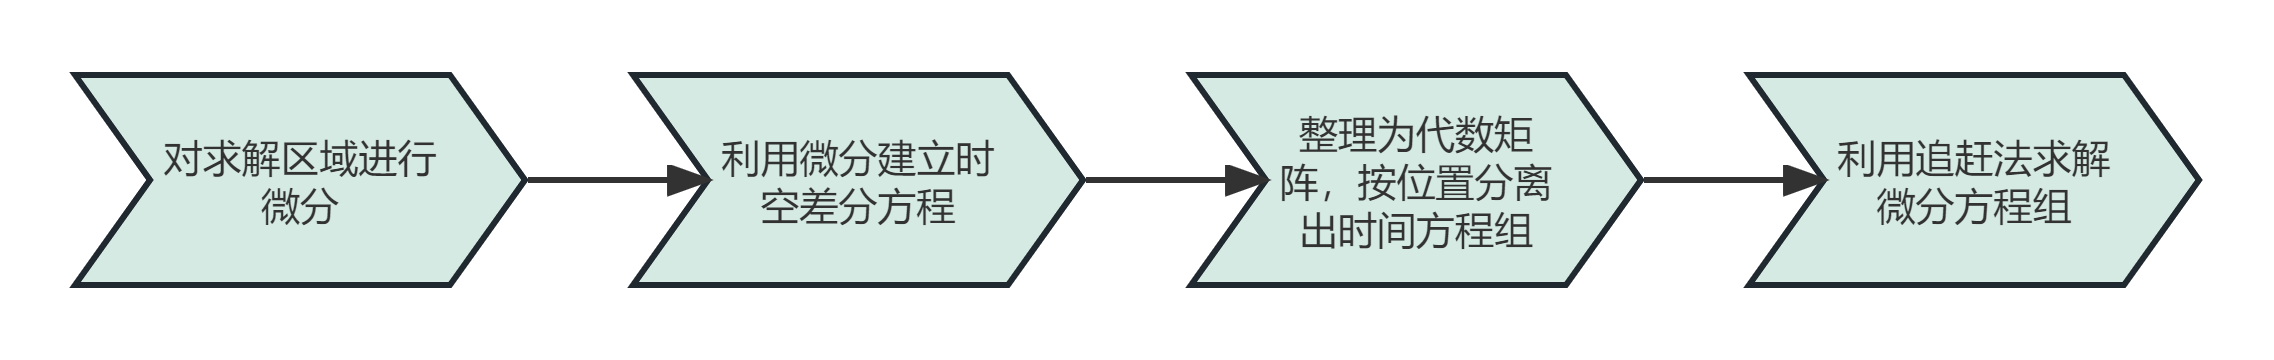 对求解区域进行
微分
利用微分建立时
空差分方程
整理为代数矩
阵，按位置分离
出时间方程组
利用追赶法求解
微分方程组